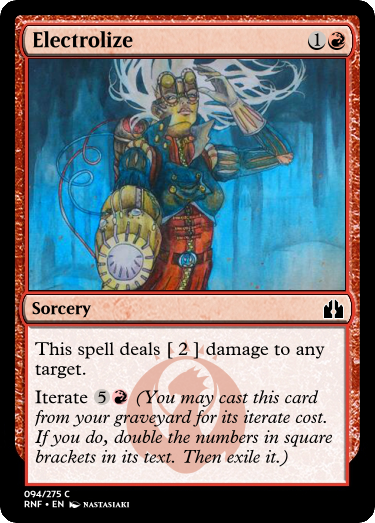 Electrolize 1
Sorcery
This spell deals [ 2 ] damage to any
target.
Iterate 5 (You may cast this card
from your graveyard for its iterate cost.
If you do, double the numbers in square
brackets in its text. Then exile it.)
094/275 C
RNF • EN NASTASIAKI